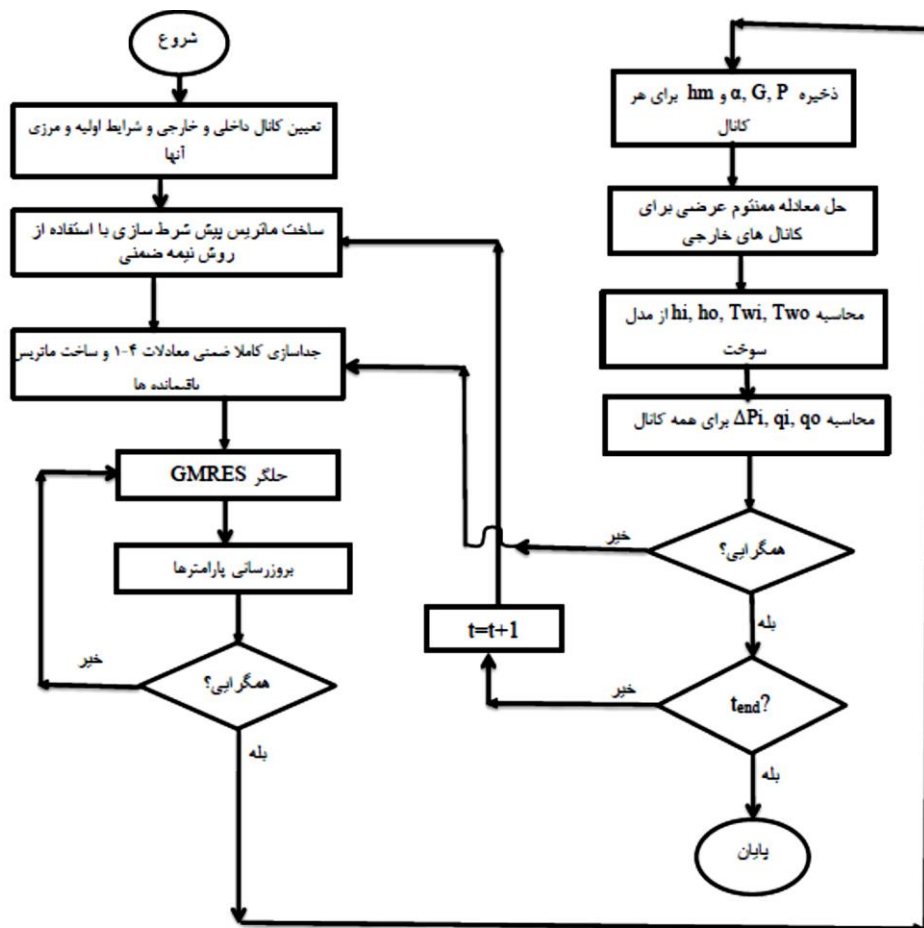 شروع
تعیین کانال داخلی و خارجی و شرایط اولیه و مرزی
آنها
ساخت ماتریس پیش شرط سازی با استفاده از
روش نیمه ضمنی
جداسازی کاملا ضمنی معادلات ۴-۱ و ساخت ماتریس
باقیمانده ها
حلگر GMRES
بروزرسانی پارامترها
همگرایی؟
خیر
بله
ذخیره α, G, P و hm برای هر
کانال
حل معادله ممنتوم عرضی برای
کانال های خارجی
محاسبه hi, ho, Twi, Two از مدل
سوخت
محاسبه ΔPi, qi, qo برای همه کانال
همگرایی؟
خیر
بله
t=t+1
tend?
خیر
بله
پایان